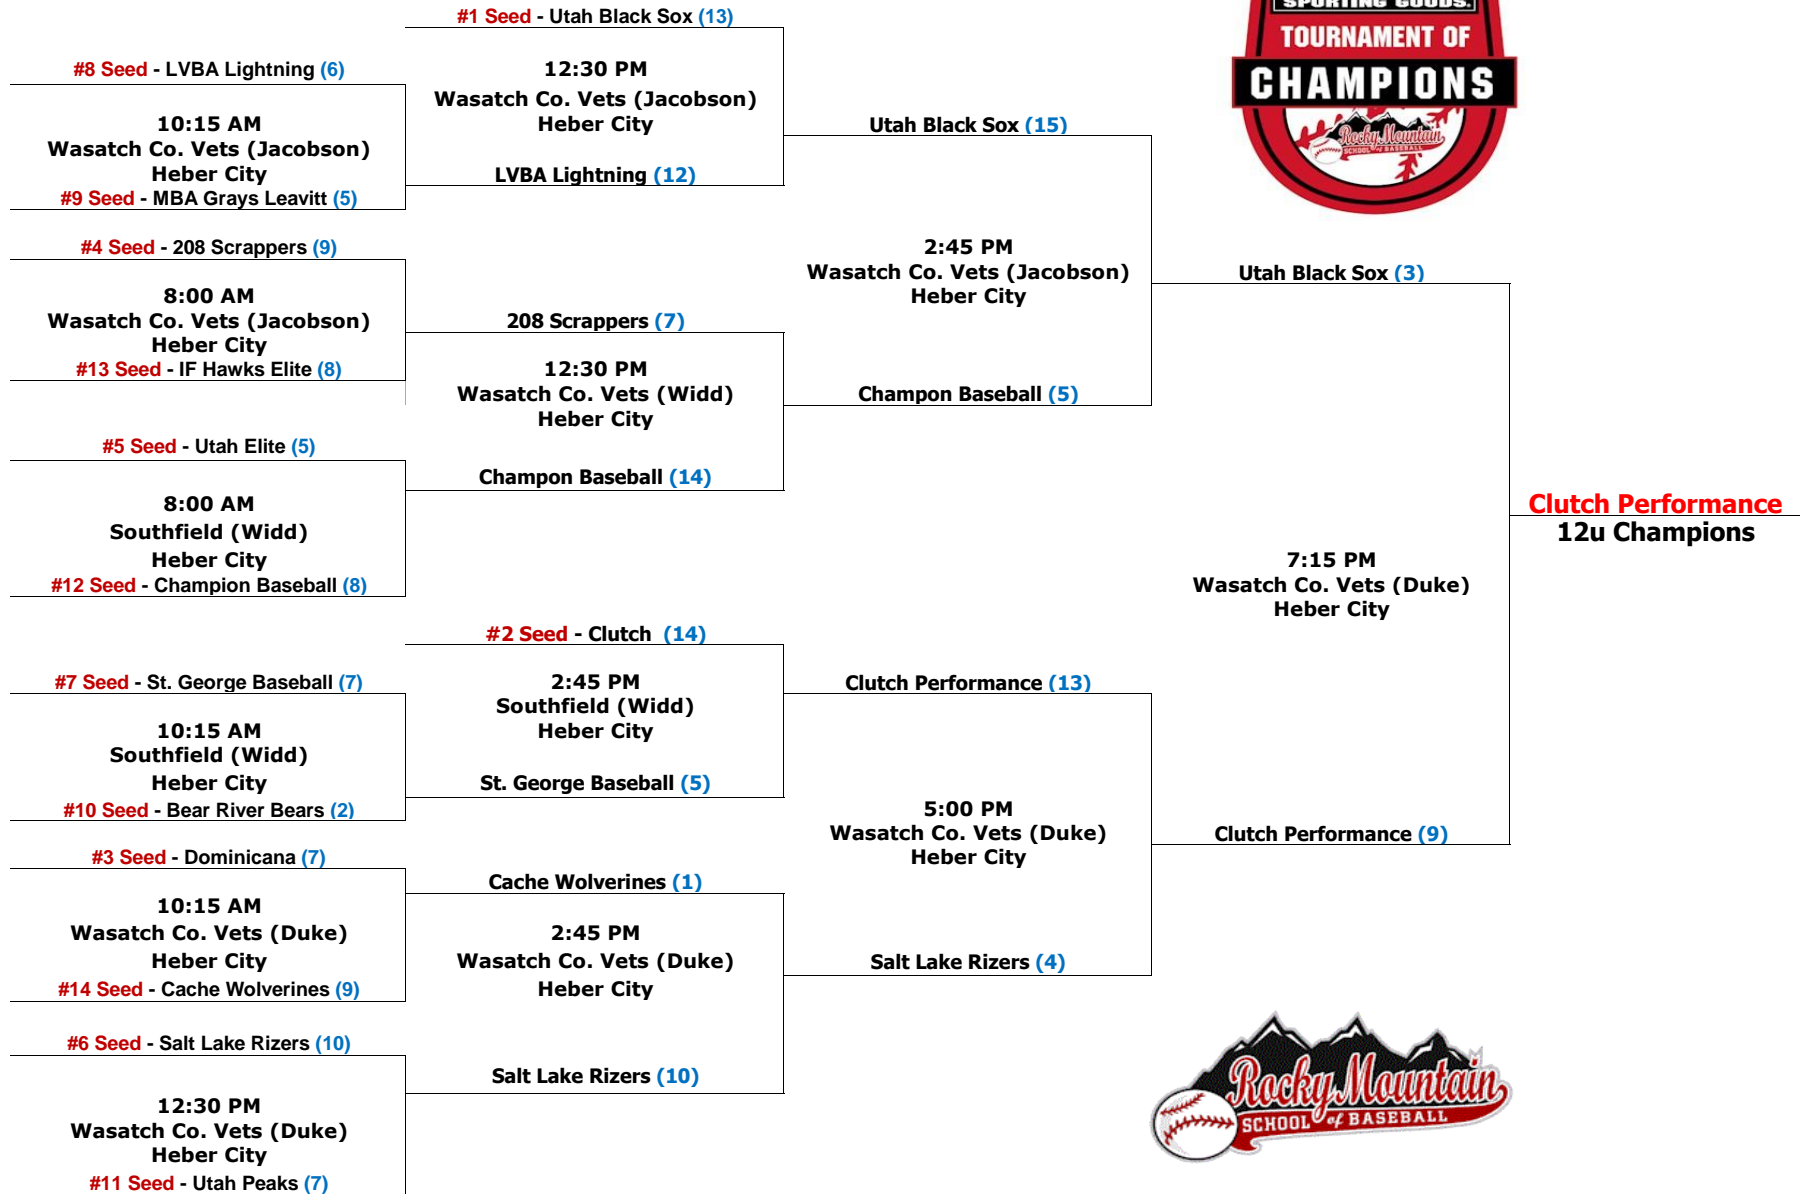 #1 Seed - Utah Black Sox (13)
12:30 PM
Wasatch Co. Vets (Jacobson)
Heber City
LVBA Lightning (12)
#8 Seed - LVBA Lightning (6)
10:15 AM
Wasatch Co. Vets (Jacobson)
Heber City
#9 Seed - MBA Grays Leavitt (5)
#4 Seed - 208 Scrappers (9)
8:00 AM
Wasatch Co. Vets (Jacobson)
Heber City
#13 Seed - IF Hawks Elite (8)
208 Scrappers (7)
12:30 PM
Wasatch Co. Vets (Widd)
Heber City
Champon Baseball (14)
#5 Seed - Utah Elite (5)
8:00 AM
Southfield (Widd)
Heber City
#12 Seed - Champion Baseball (8)
Utah Black Sox (15)
2:45 PM
Wasatch Co. Vets (Jacobson)
Heber City
Champon Baseball (5)
#2 Seed - Clutch (14)
2:45 PM
Southfield (Widd)
Heber City
St. George Baseball (5)
#7 Seed - St. George Baseball (7)
10:15 AM
Southfield (Widd)
Heber City
#10 Seed - Bear River Bears (2)
#3 Seed - Dominicana (7)
10:15 AM
Wasatch Co. Vets (Duke)
Heber City
#14 Seed - Cache Wolverines (9)
Cache Wolverines (1)
2:45 PM
Wasatch Co. Vets (Duke)
Heber City
Salt Lake Rizers (10)
#6 Seed - Salt Lake Rizers (10)
12:30 PM
Wasatch Co. Vets (Duke)
Heber City
#11 Seed - Utah Peaks (7)
Clutch Performance (13)
5:00 PM
Wasatch Co. Vets (Duke)
Heber City
Salt Lake Rizers (4)
Utah Black Sox (3)
7:15 PM
Wasatch Co. Vets (Duke)
Heber City
Clutch Performance (9)
Clutch Performance
12u Champions
SPORTING GOODS.
TOURNAMENT OF
CHAMPIONS
Rocky Mountain
SCHOOL of BASEBALL
Rocky Mountain
SCHOOL of BASEBALL